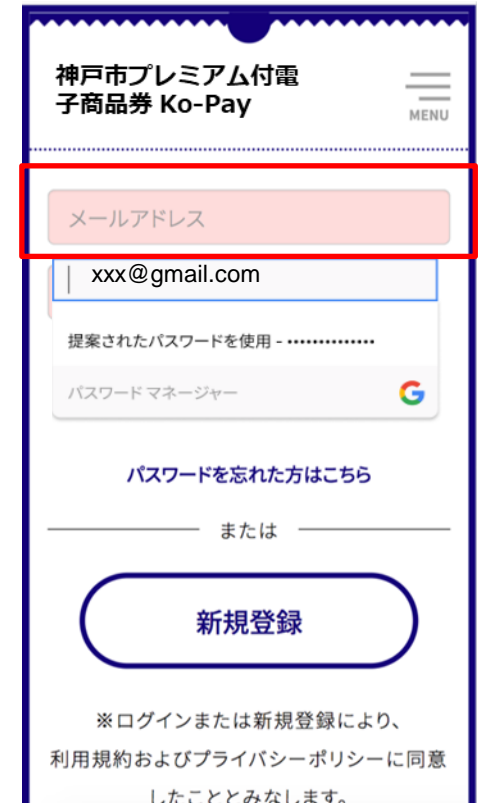 神戸市プレミアム付電
子商品券 Ko-Pay
MENU
メールアドレス
xxx@gmail.com
提案されたパスワードを使用 - ••••••••••••••
パスワード マネージャー
パスワードを忘れた方はこちら
または
新規登録
※ログインまたは新規登録により、
利用規約およびプライバシーポリシーに同意
したこととみなします。